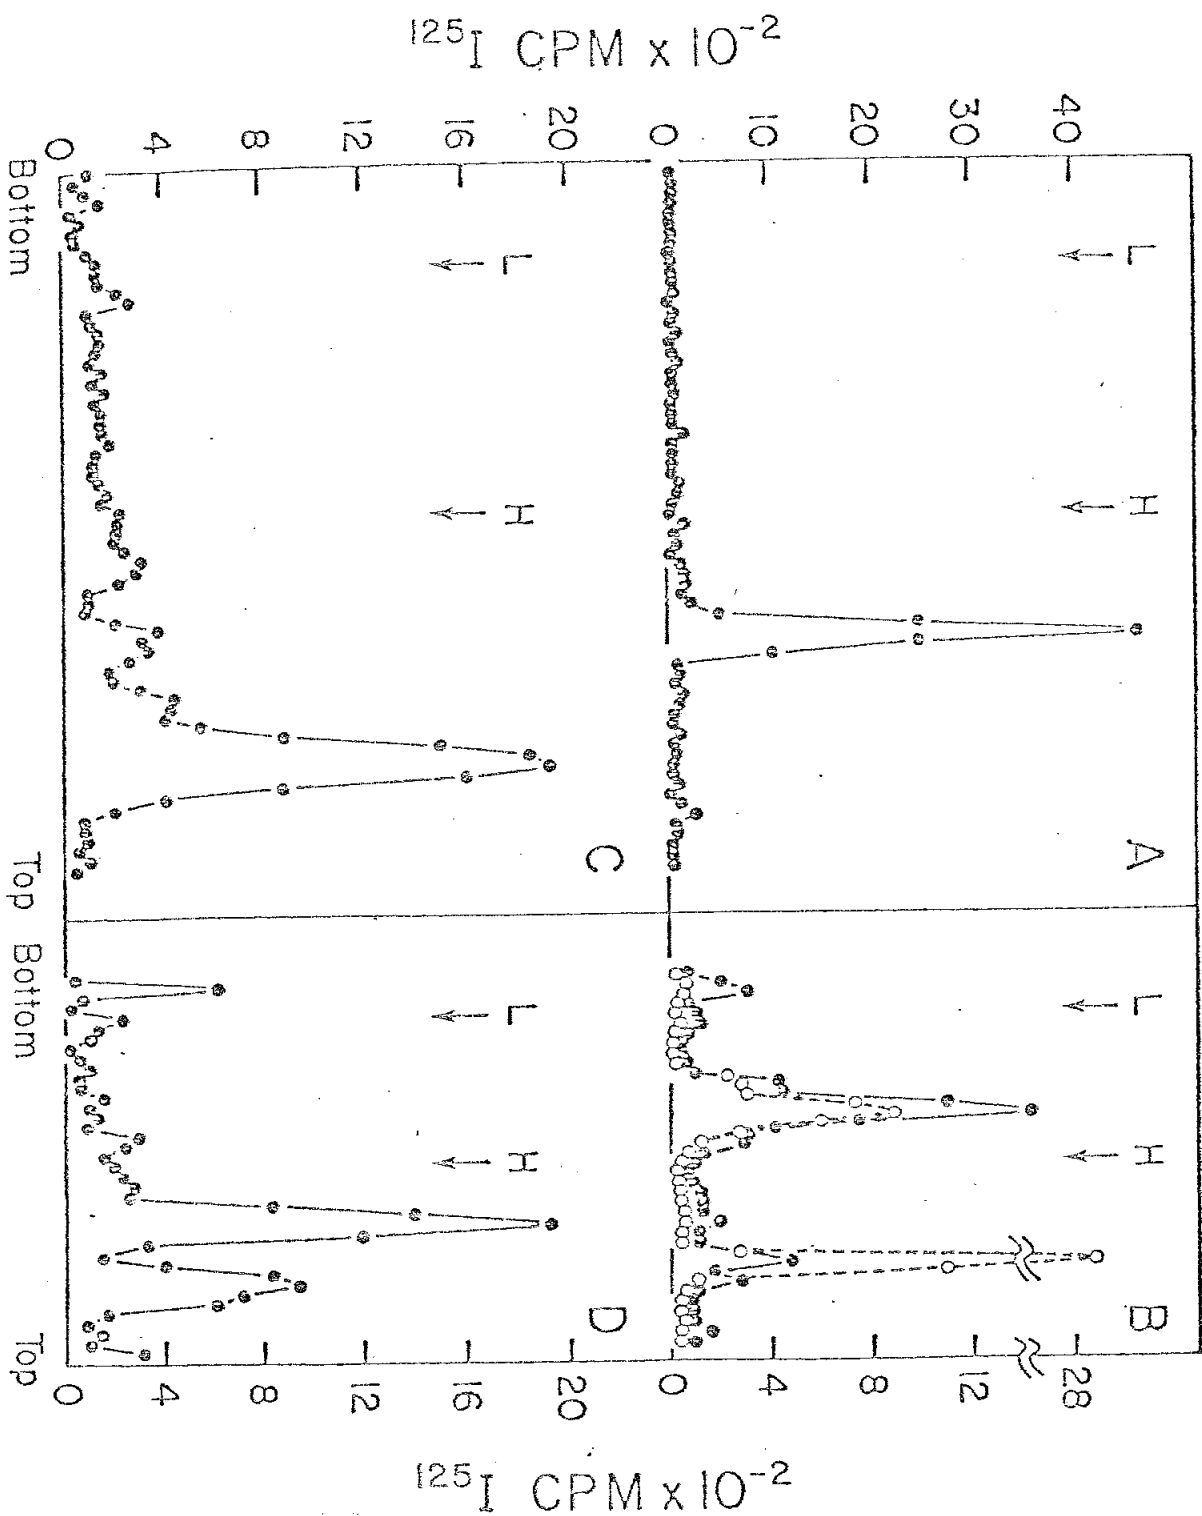 ¹²⁵I CPM x 10⁻²
0 4 8 12 16 20 0 10 20 30 40
Bottom
L L
H H
C A
Top Bottom
L L
H H
D B
Top
0 4 8 12 16 20 0 4 8 12 28
¹²⁵I CPM x 10⁻²